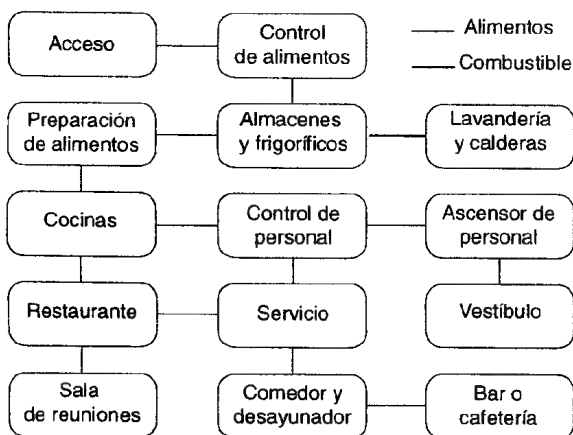 Acceso
Control
de alimentos
Alimentos
Combustible
Preparación
de alimentos
Almacenes
y frigoríficos
Lavandería
y calderas
Cocinas
Control de
personal
Ascensor de
personal
Restaurante
Servicio
Vestíbulo
Sala
de reuniones
Comedor y
desayunador
Bar o
cafetería